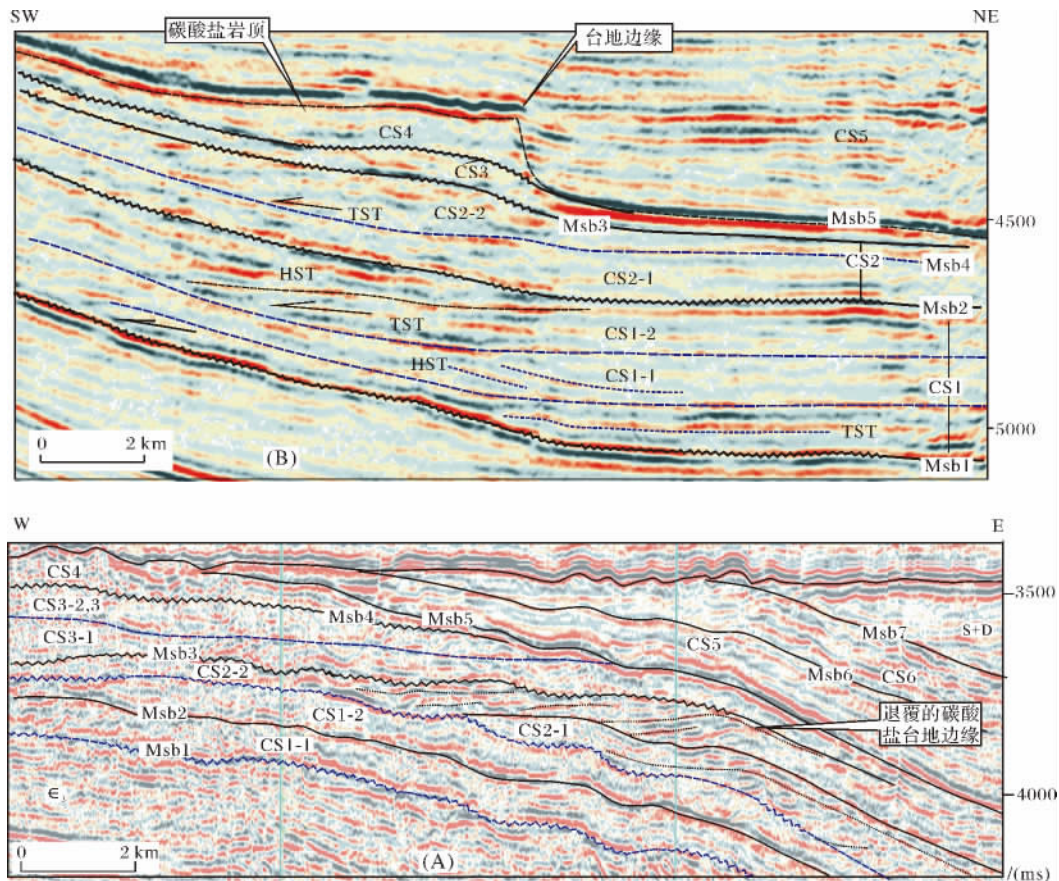 SW
NE
碳酸盐岩顶
台地边缘
CS4
CS5
CS3
TST
CS2-2
Msb3
Msb5
4500
CS2
Msb4
HST
CS2-1
Msb2
TST
CS1-2
HST
CS1-1
CS1
TST
5000
0 2 km
(B)
Msb1
W
E
CS4
3500
CS3-2,3
Msb4
Msb5
CS3-1
Msb7
S+D
Msb3
CS5
CS2-2
Msb6
CS6
CS1-2
Msb2
CS2-1
退覆的碳酸
盐台地边缘
Msb1
CS1-1
4000
0 2 km
(A)
t/(ms)